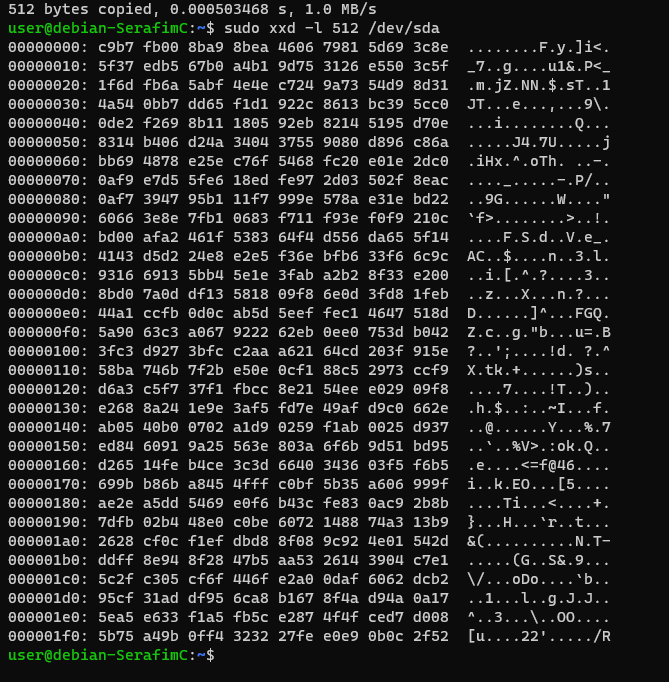 512 bytes copied, 0.000503468 s, 1.0 MB/s
user@debian-SerafimC:~$ sudo xxd -l 512 /dev/sda
00000000: c9b7 fb00 8ba9 8bea 4606 7981 5d69 3c8e  ........F.y.]i<.
00000010: 5f37 edb5 67b0 a4b1 9d75 3126 e550 3c5f  _7..g....u1&.P<_
00000020: 1f6d fb6a 5abf 4e4e c724 9a73 54d9 8d31  .m.jZ.NN.$.sT..1
00000030: 4a54 0bb7 dd65 f1d1 922c 8613 bc39 5cc0  JT...e...,...9\.
00000040: 0de2 f269 8b11 1805 92eb 8214 5195 d70e  ...i........Q...
00000050: 8314 b406 d24a 3404 3755 9080 d896 c86a  .....J4.7U.....j
00000060: bb69 4878 e25e c76f 5468 fc20 e01e 2dc0  .iHx.^.oTh. ..-.
00000070: 0af9 e7d5 5fe6 18ed fe97 2d03 502f 8eac  ...._.....-.P/..
00000080: 0af7 3947 95b1 11f7 999e 578a e31e bd22  ..9G......W...."
00000090: 6066 3e8e 7fb1 0683 f711 f93e f0f9 210c  `f>........>..!.
000000a0: bd00 afa2 461f 5383 64f4 d556 da65 5f14  ....F.S.d..V.e_.
000000b0: 4143 d5d2 24e8 e2e5 f36e bfb6 33f6 6c9c  AC..$....n..3.l.
000000c0: 9316 6913 5bb4 5e1e 3fab a2b2 8f33 e200  ..i.[.^.?....3..
000000d0: 8bd0 7a0d df13 5818 09f8 6e0d 3fd8 1feb  ..z...X...n.?...
000000e0: 44a1 ccfb 0d0c ab5d 5eef fec1 4647 518d  D......]^...FGQ.
000000f0: 5a90 63c3 a067 9222 62eb 0ee0 753d b042  Z.c..g."b...u=.B
00000100: 3fc3 d927 3bfc c2aa a621 64cd 203f 915e  ?..';....!d. ?.^
00000110: 58ba 746b 7f2b e50e 0cf1 88c5 2973 ccf9  X.tk.+......)s..
00000120: d6a3 c5f7 37f1 fbcc 8e21 54ee e029 09f8  ....7....!T..)..
00000130: e268 8a24 1e9e 3af5 fd7e 49af d9c0 662e  .h.$..:..~I...f.
00000140: ab05 40b0 0702 a1d9 0259 f1ab 0025 d937  ..@......Y...%.7
00000150: ed84 6091 9a25 563e 803a 6f6b 9d51 bd95  ..`..%V>.:ok.Q..
00000160: d265 14fe b4ce 3c3d 6640 3436 03f5 f6b5  .e....<=f@46....
00000170: 699b b86b a845 4fff c0bf 5b35 a606 999f  i..k.EO...[5....
00000180: ae2e a5dd 5469 e0f6 b43c fe83 0ac9 2b8b  ....Ti...<....+.
00000190: 7dfb 02b4 48e0 c0be 6072 1488 74a3 13b9  }...H...`r..t...
000001a0: 2628 cf0c f1ef dbd8 8f08 9c92 4e01 542d  &(..........N.T-
000001b0: ddff 8e94 8f28 47b5 aa53 2614 3904 c7e1  .....(G..S&.9...
000001c0: 5c2f c305 cf6f 446f e2a0 0daf 6062 dcb2  \/...oDo....`b..
000001d0: 95cf 31ad df95 6ca8 b167 8f4a d94a 0a17  ..1...l..g.J.J..
000001e0: 5ea5 e633 f1a5 fb5c e287 4f4f ced7 d008  ^..3...\..OO....
000001f0: 5b75 a49b 0ff4 3232 27fe e0e9 0b0c 2f52  [u....22'...../R
user@debian-SerafimC:~$